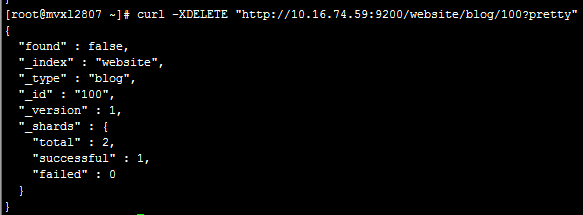 }
[root@mvxl2807 ~]# curl -XDELETE "http://10.16.74.59:9200/website/blog/100?pretty"
{
  "found" : false,
  "_index" : "website",
  "_type" : "blog",
  "_id" : "100",
  "_version" : 1,
  "_shards" : {
    "total" : 2,
    "successful" : 1,
    "failed" : 0
  }
}